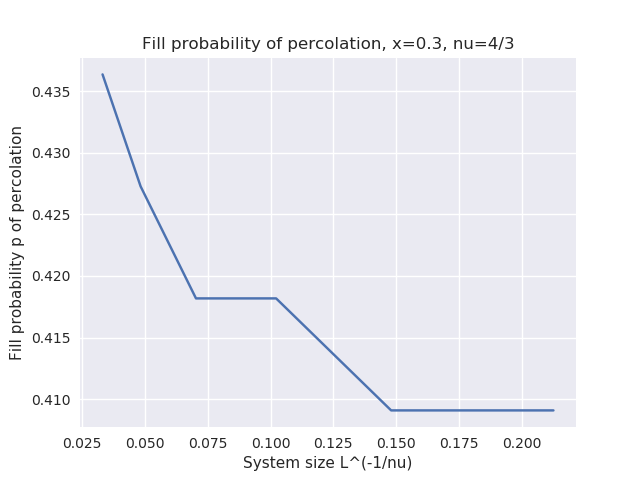 Fill probability of percolation, x=0.3, nu=4/3
Fill probability p of percolation
0.435
0.430
0.425
0.420
0.415
0.410
0.025 0.050 0.075 0.100 0.125 0.150 0.175 0.200
System size L^(-1/nu)